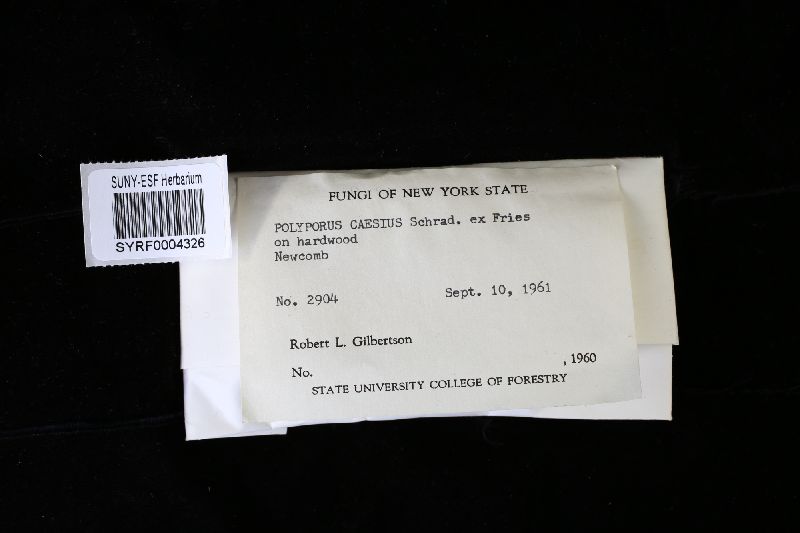 SUNY-ESF Herbarium
SYRF0004326
FUNGI OF NEW YORK STATE
POLYPORUS CAESIUS Schrad. ex Fries
on hardwood
Newcomb
No. 2904 Sept. 10, 1961
Robert L. Gilbertson
No. , 1960
STATE UNIVERSITY COLLEGE OF FORESTRY